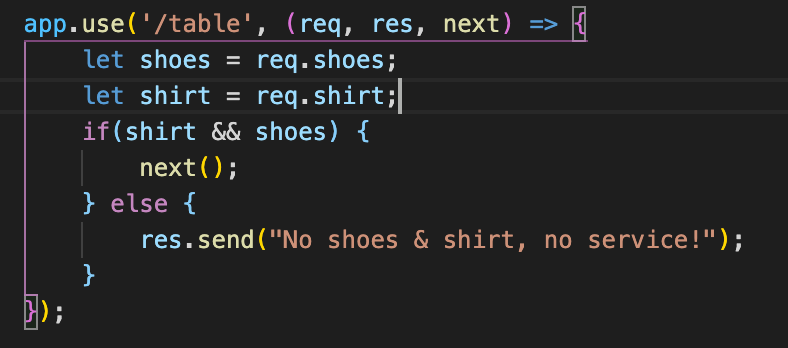 app.use('/table', (req, res, next) => {
    let shoes = req.shoes;
    let shirt = req.shirt;
    if(shirt && shoes) {
        next();
    } else {
        res.send("No shoes & shirt, no service!");
    }
});